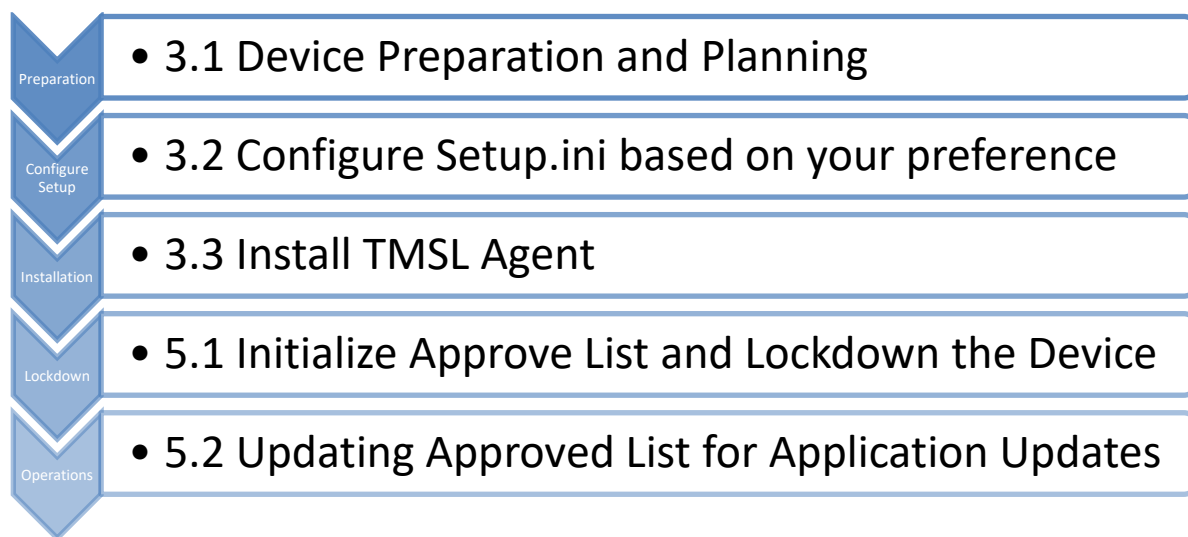 Preparation
• 3.1 Device Preparation and Planning
Configure
Setup
• 3.2 Configure Setup.ini based on your preference
Installation
• 3.3 Install TMSL Agent
Lockdown
• 5.1 Initialize Approve List and Lockdown the Device
Operations
• 5.2 Updating Approved List for Application Updates